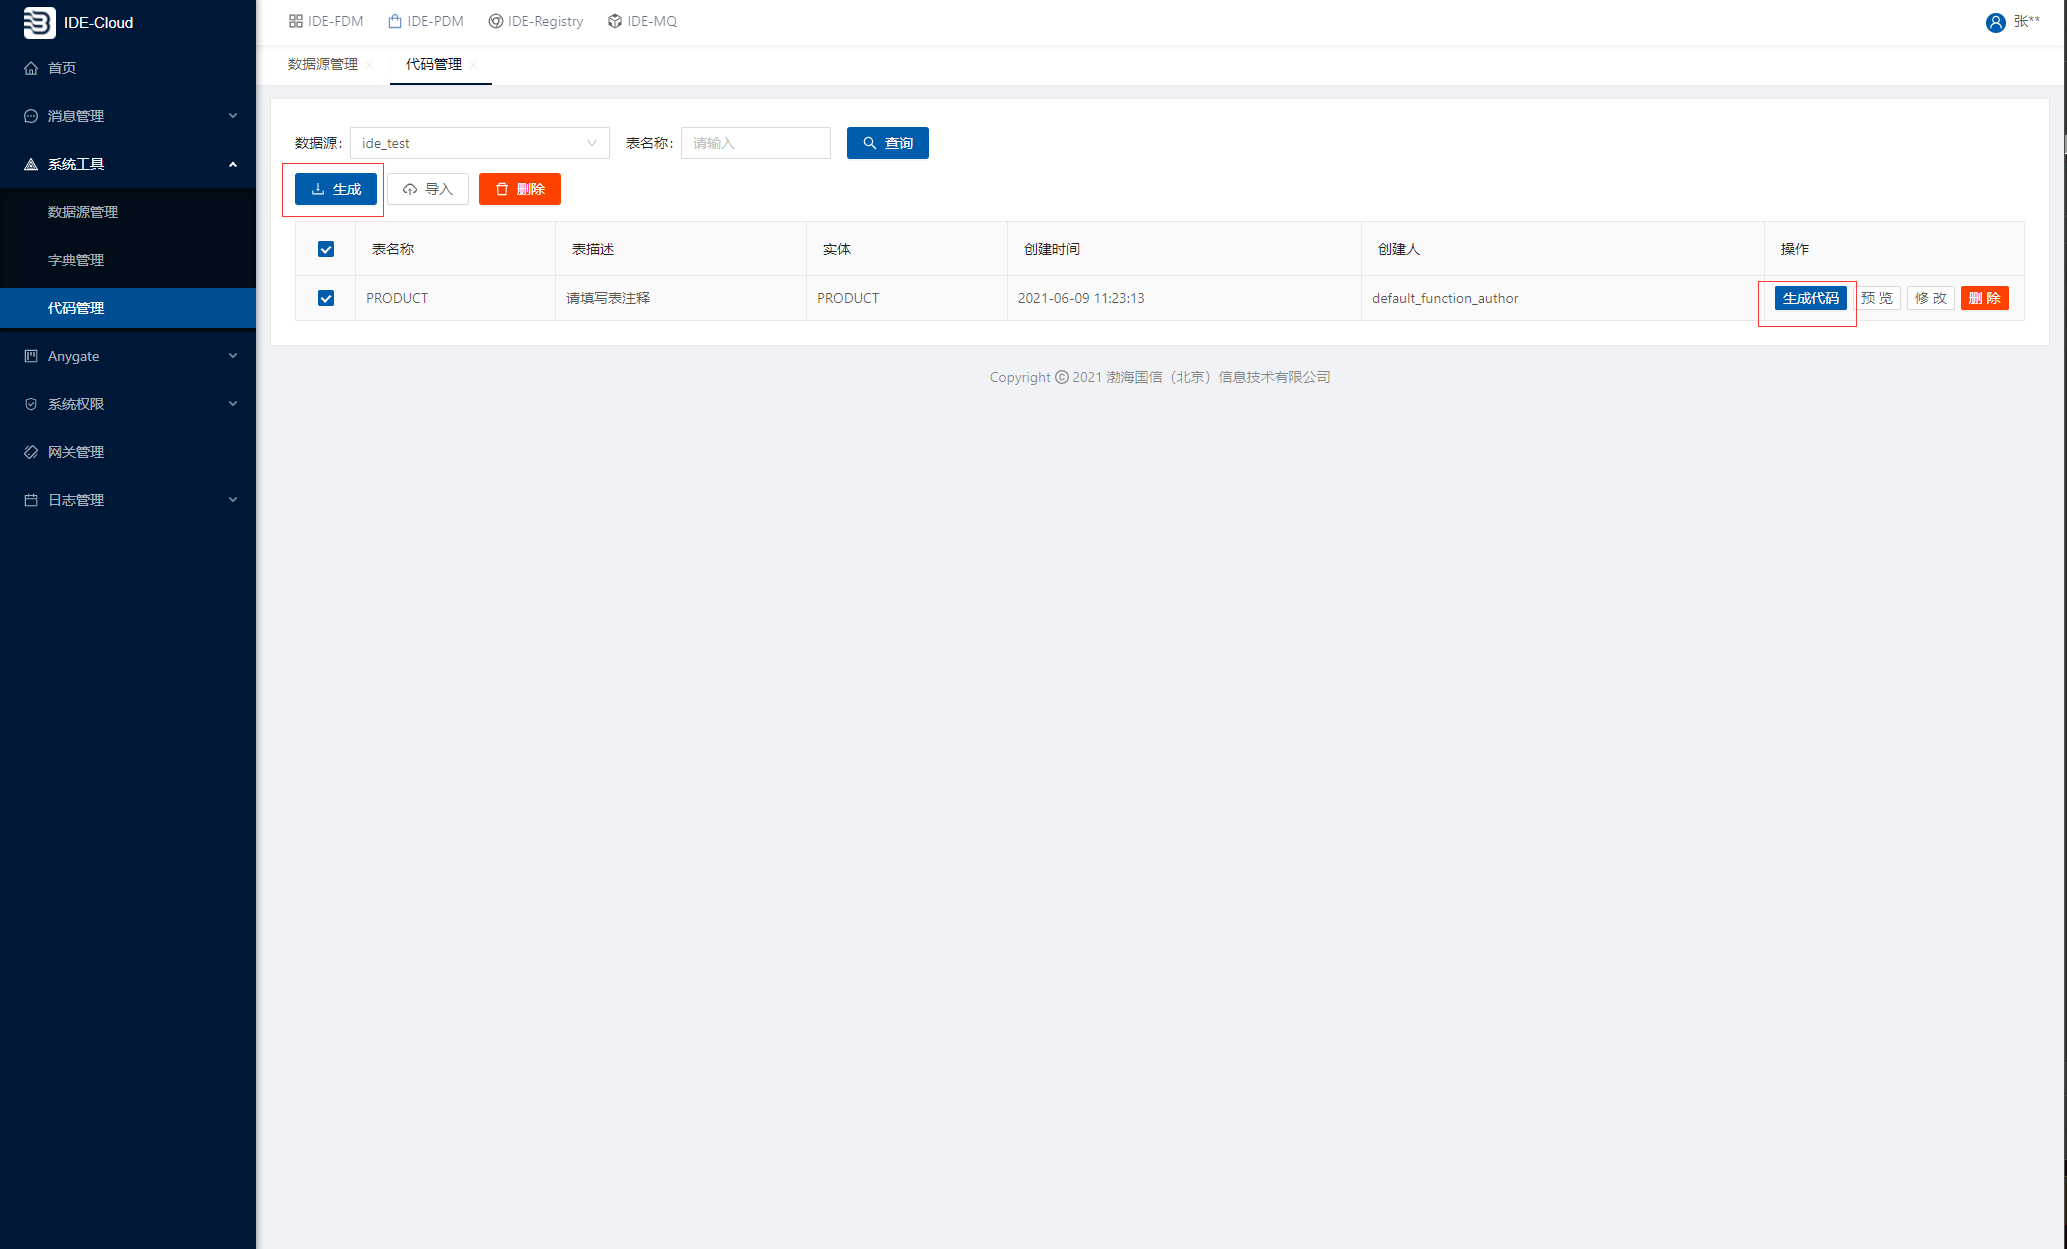 IDE-Cloud
首页
消息管理
系统工具
数据源管理
字典管理
代码管理
Anygate
系统权限
网关管理
日志管理
IDE-FDM IDE-PDM IDE-Registry IDE-MQ
张**
数据源管理 代码管理
数据源: ide_test 表名称: 请输入 查询
生成 导入 删除
表名称 表描述 实体 创建时间 创建人 操作
PRODUCT 请填写表注释 PRODUCT 2021-06-09 11:23:13 default_function_author 生成代码 预 览 修 改 删 除
Copyright © 2021 渤海国信（北京）信息技术有限公司